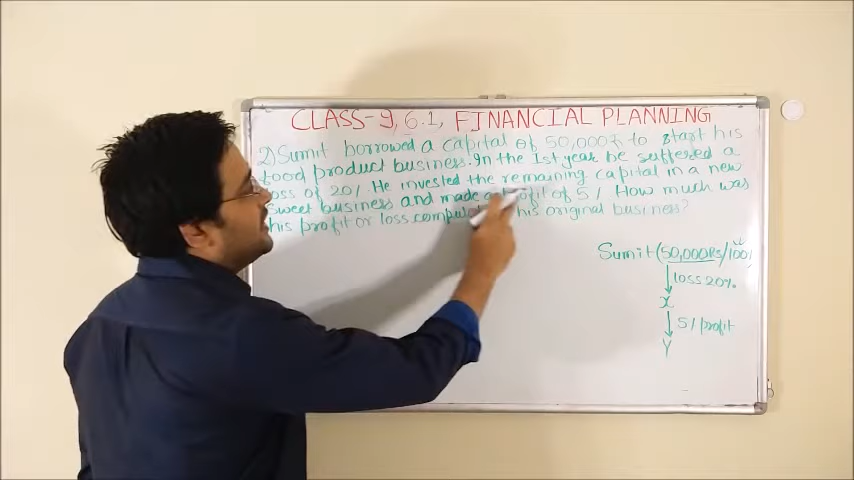 CLASS-9, 6.1, FINANCIAL PLANNING
2) Sumit borrowed a capital of 50,000₹ to start his
food product business. In the 1st year he suffered a
loss of 20%. He invested the remaining capital in a new
Sweet business and made a profit of 5% How much was
his profit or loss his original business?
Sumit (50,000Rs/100%)
loss 20%
X
5% profit
Y